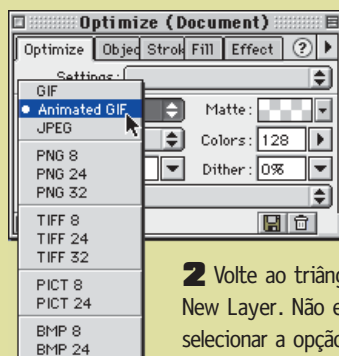 Optimize (Document)
Optimize Objec Strok Fill Effect ?
Settings:
GIF
Animated GIF
JPEG
PNG 8
PNG 24
PNG 32
TIFF 8
TIFF 24
TIFF 32
PICT 8
PICT 24
BMP 8
BMP 24
Matte:
Colors: 128
Dither: 0%
2 Volte ao
New Layer. Não
selecionar a opção